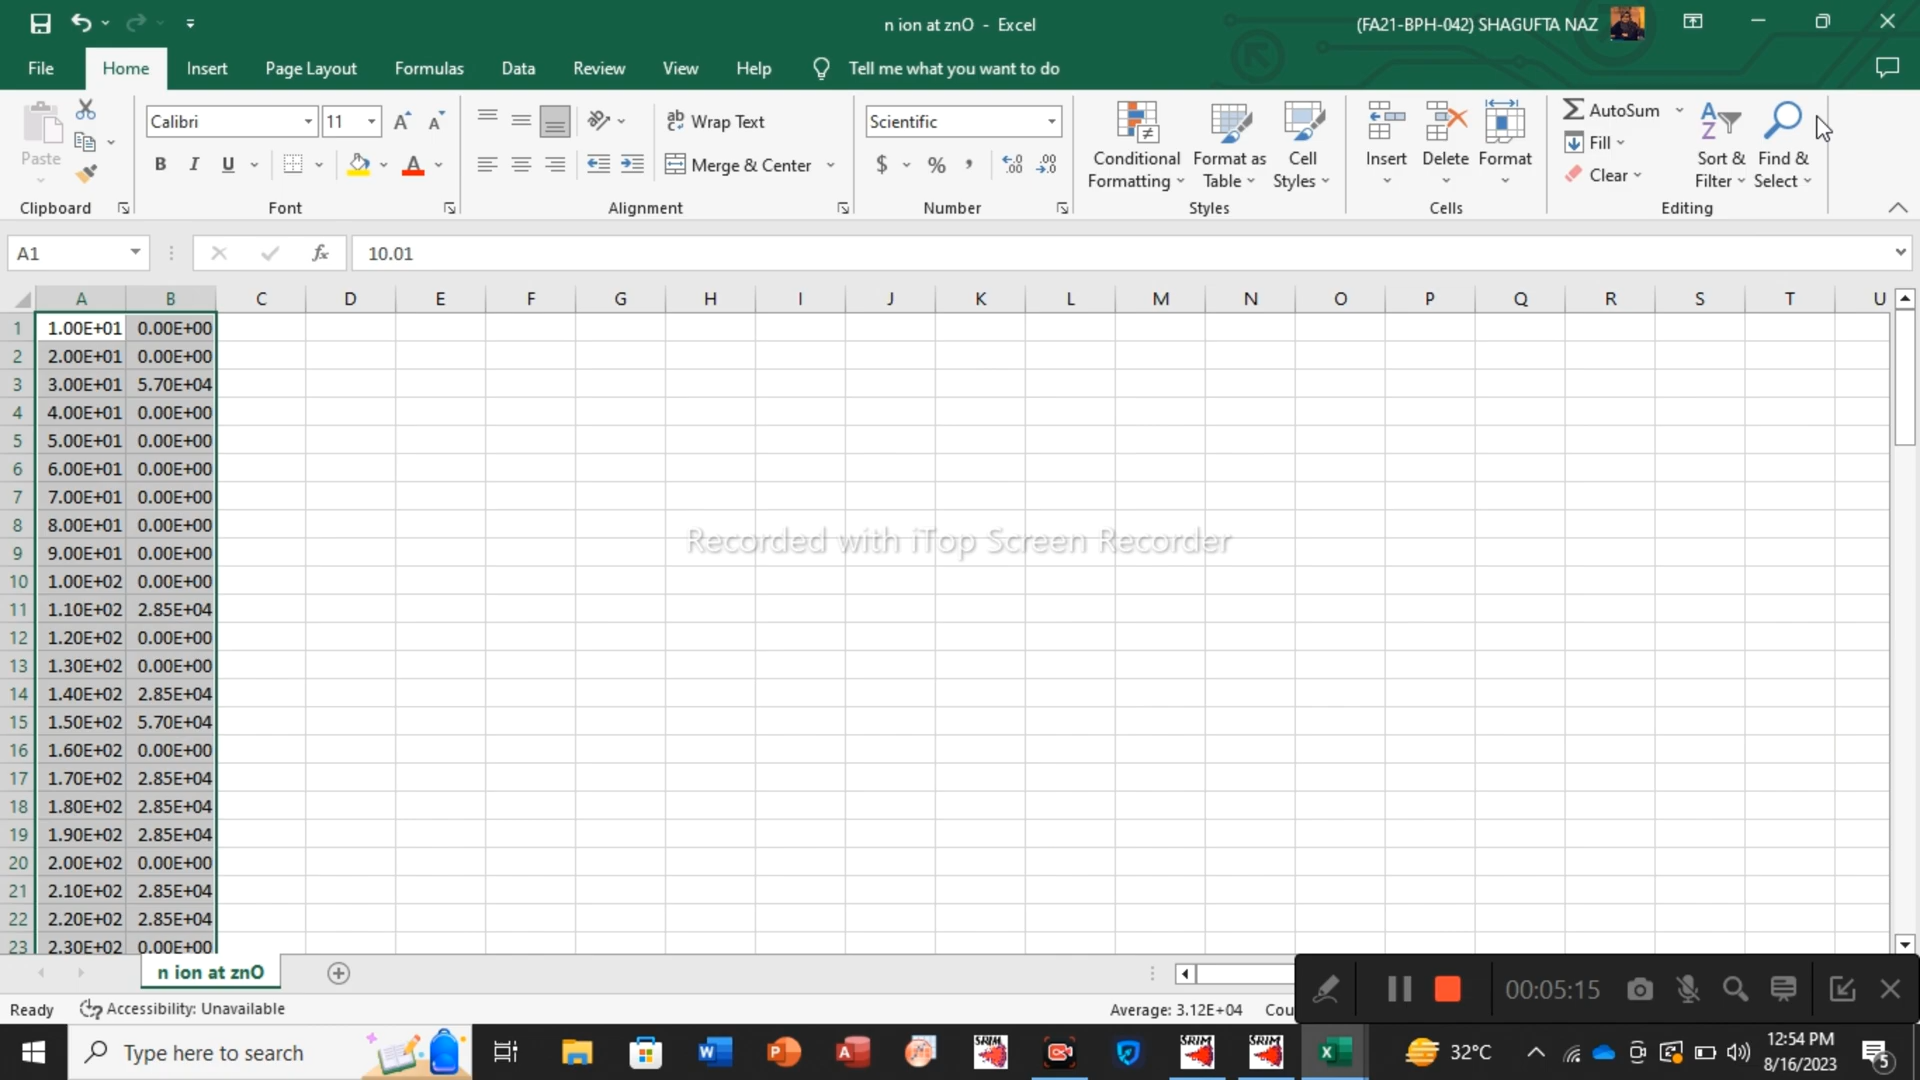 n ion at znO - Excel
(FA21-BPH-042) SHAGUFTA NAZ
File Home Insert Page Layout Formulas Data Review View Help Tell me what you want to do
Paste
Clipboard
Calibri 11
B I U
Font
Wrap Text
Merge & Center
Alignment
Scientific
$ % ,
Number
Conditional Formatting
Format as Table
Cell Styles
Styles
Insert Delete Format
Cells
AutoSum
Fill
Clear
Sort & Filter
Find & Select
Editing
A1 fx 10.01
A B C D E F G H I J K L M N O P Q R S T U
1 1.00E+01 0.00E+00
2 2.00E+01 0.00E+00
3 3.00E+01 5.70E+04
4 4.00E+01 0.00E+00
5 5.00E+01 0.00E+00
6 6.00E+01 0.00E+00
7 7.00E+01 0.00E+00
8 8.00E+01 0.00E+00
9 9.00E+01 0.00E+00
10 1.00E+02 0.00E+00
11 1.10E+02 2.85E+04
12 1.20E+02 0.00E+00
13 1.30E+02 0.00E+00
14 1.40E+02 2.85E+04
15 1.50E+02 5.70E+04
16 1.60E+02 0.00E+00
17 1.70E+02 2.85E+04
18 1.80E+02 2.85E+04
19 1.90E+02 2.85E+04
20 2.00E+02 0.00E+00
21 2.10E+02 2.85E+04
22 2.20E+02 2.85E+04
23 2.30E+02 0.00E+00
Recorded with iTop Screen Recorder
n ion at znO
00:05:15
Ready Accessibility: Unavailable Average: 3.12E+04 Cou
Type here to search
SRIM SRIM SRIM
32°C
12:54 PM
8/16/2023
5